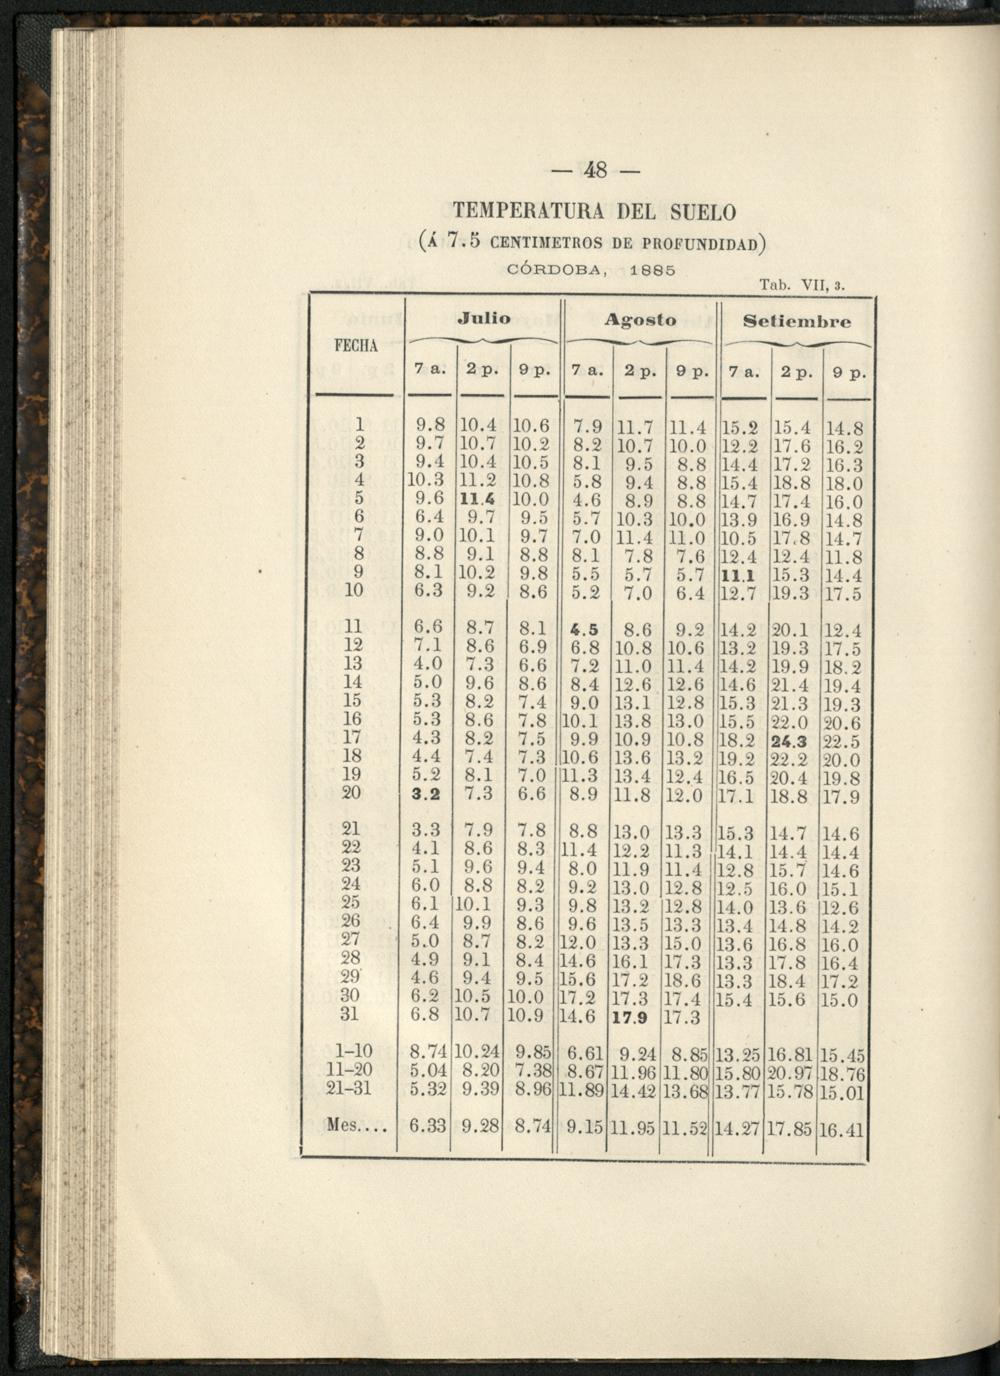 — 48 —
TEMPERATURA DEL SUELO
(Á 7.5 CENTIMETROS DE PROFUNDIDAD)
CÓRDOBA, 1885
Tab. VII, 3.
FECHA Julio Agosto Setiembre
7 a. 2 p. 9 p. 7 a. 2 p. 9 p. 7 a. 2 p. 9 p.
1 9.8 10.4 10.6 7.9 11.7 11.4 15.2 15.4 14.8
2 9.7 10.7 10.2 8.2 10.7 10.0 12.2 17.6 16.2
3 9.4 10.4 10.5 8.1 9.5 8.8 14.4 17.2 16.3
4 10.3 11.2 10.8 5.8 9.4 8.8 15.4 18.8 18.0
5 9.6 11.4 10.0 4.6 8.9 8.8 14.7 17.4 16.0
6 6.4 9.7 9.5 5.7 10.3 10.0 13.9 16.9 14.8
7 9.0 10.1 9.7 7.0 11.4 11.0 10.5 17.8 14.7
8 8.8 9.1 8.8 8.1 7.8 7.6 12.4 12.4 11.8
9 8.1 10.2 9.8 5.5 5.7 5.7 11.1 15.3 14.4
10 6.3 9.2 8.6 5.2 7.0 6.4 12.7 19.3 17.5
11 6.6 8.7 8.1 4.5 8.6 9.2 14.2 20.1 12.4
12 7.1 8.6 6.9 6.8 10.8 10.6 13.2 19.3 17.5
13 4.0 7.3 6.6 7.2 11.0 11.4 14.2 19.9 18.2
14 5.0 9.6 8.6 8.4 12.6 12.6 14.6 21.4 19.4
15 5.3 8.2 7.4 9.0 13.1 12.8 15.3 21.3 19.3
16 5.3 8.6 7.8 10.1 13.8 13.0 15.5 22.0 20.6
17 4.3 8.2 7.5 9.9 10.9 10.8 18.2 24.3 22.5
18 4.4 7.4 7.3 10.6 13.6 13.2 19.2 22.2 20.0
19 5.2 8.1 7.0 11.3 13.4 12.4 16.5 20.4 19.8
20 3.2 7.3 6.6 8.9 11.8 12.0 17.1 18.8 17.9
21 3.3 7.9 7.8 8.8 13.0 13.3 15.3 14.7 14.6
22 4.1 8.6 8.3 11.4 12.2 11.3 14.1 14.4 14.4
23 5.1 9.6 9.4 8.0 11.9 11.4 12.8 15.7 14.6
24 6.0 8.8 8.2 9.2 13.0 12.8 12.5 16.0 15.1
25 6.1 10.1 9.3 9.8 13.2 12.8 14.0 13.6 12.6
26 6.4 9.9 8.6 9.6 13.5 13.3 13.4 14.8 14.2
27 5.0 8.7 8.2 12.0 13.3 15.0 13.6 16.8 16.0
28 4.9 9.1 8.4 14.6 16.1 17.3 13.3 17.8 16.4
29 4.6 9.4 9.5 15.6 17.2 18.6 13.3 18.4 17.2
30 6.2 10.5 10.0 17.2 17.3 17.4 15.4 15.6 15.0
31 6.8 10.7 10.9 14.6 17.9 17.3
1–10 8.74 10.24 9.85 6.61 9.24 8.85 13.25 16.81 15.45
11–20 5.04 8.20 7.38 8.67 11.96 11.80 15.80 20.97 18.76
21–31 5.32 9.39 8.96 11.89 14.42 13.68 13.77 15.78 15.01
Mes.... 6.33 9.28 8.74 9.15 11.95 11.52 14.27 17.85 16.41